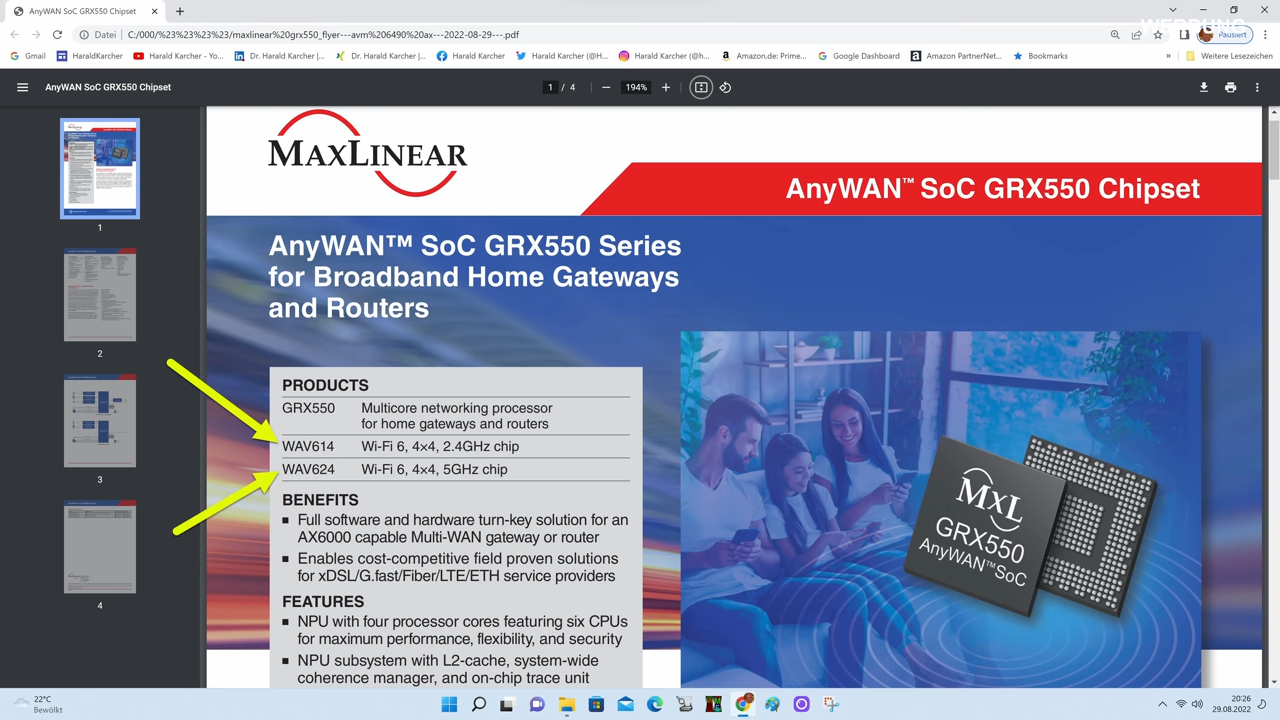 AnyWAN SoC GRX550 Chipset
WERBUNG
Datei
C:/000/%23%23%23%23/maxlinear%20grx550_flyer---avm%206490%20ax---2022-08-29---.pdf
Pausiert
Gmail
HaraldKarcher
Harald Karcher - Yo...
Dr. Harald Karcher |...
Dr. Harald Karcher |...
Harald Karcher
Harald Karcher (@H...
Harald Karcher (@h...
Amazon.de: Prime...
Google Dashboard
Amazon PartnerNet...
Bookmarks
»
Weitere Lesezeichen
AnyWAN SoC GRX550 Chipset
1 / 4
194%
1
2
3
4
MAXLINEAR
AnyWAN™ SoC GRX550 Chipset
AnyWAN™ SoC GRX550 Series
for Broadband Home Gateways
and Routers
PRODUCTS
GRX550 Multicore networking processor
for home gateways and routers
WAV614 Wi-Fi 6, 4×4, 2.4GHz chip
WAV624 Wi-Fi 6, 4×4, 5GHz chip
BENEFITS
▪ Full software and hardware turn-key solution for an
AX6000 capable Multi-WAN gateway or router
▪ Enables cost-competitive field proven solutions
for xDSL/G.fast/Fiber/LTE/ETH service providers
FEATURES
▪ NPU with four processor cores featuring six CPUs
for maximum performance, flexibility, and security
▪ NPU subsystem with L2-cache, system-wide
coherence manager, and on-chip trace unit
MXL
GRX550
AnyWAN™SoC
22°C
Bewölkt
20:26
29.08.2022